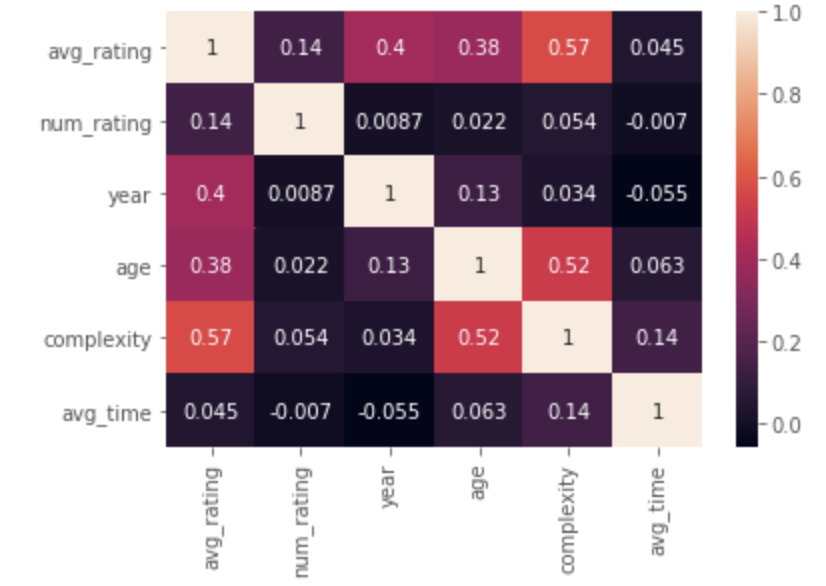 avg_rating 1 0.14 0.4 0.38 0.57 0.045
num_rating 0.14 1 0.0087 0.022 0.054 -0.007
year 0.4 0.0087 1 0.13 0.034 -0.055
age 0.38 0.022 0.13 1 0.52 0.063
complexity 0.57 0.054 0.034 0.52 1 0.14
avg_time 0.045 -0.007 -0.055 0.063 0.14 1
avg_rating num_rating year age complexity avg_time
1.0
0.8
0.6
0.4
0.2
0.0